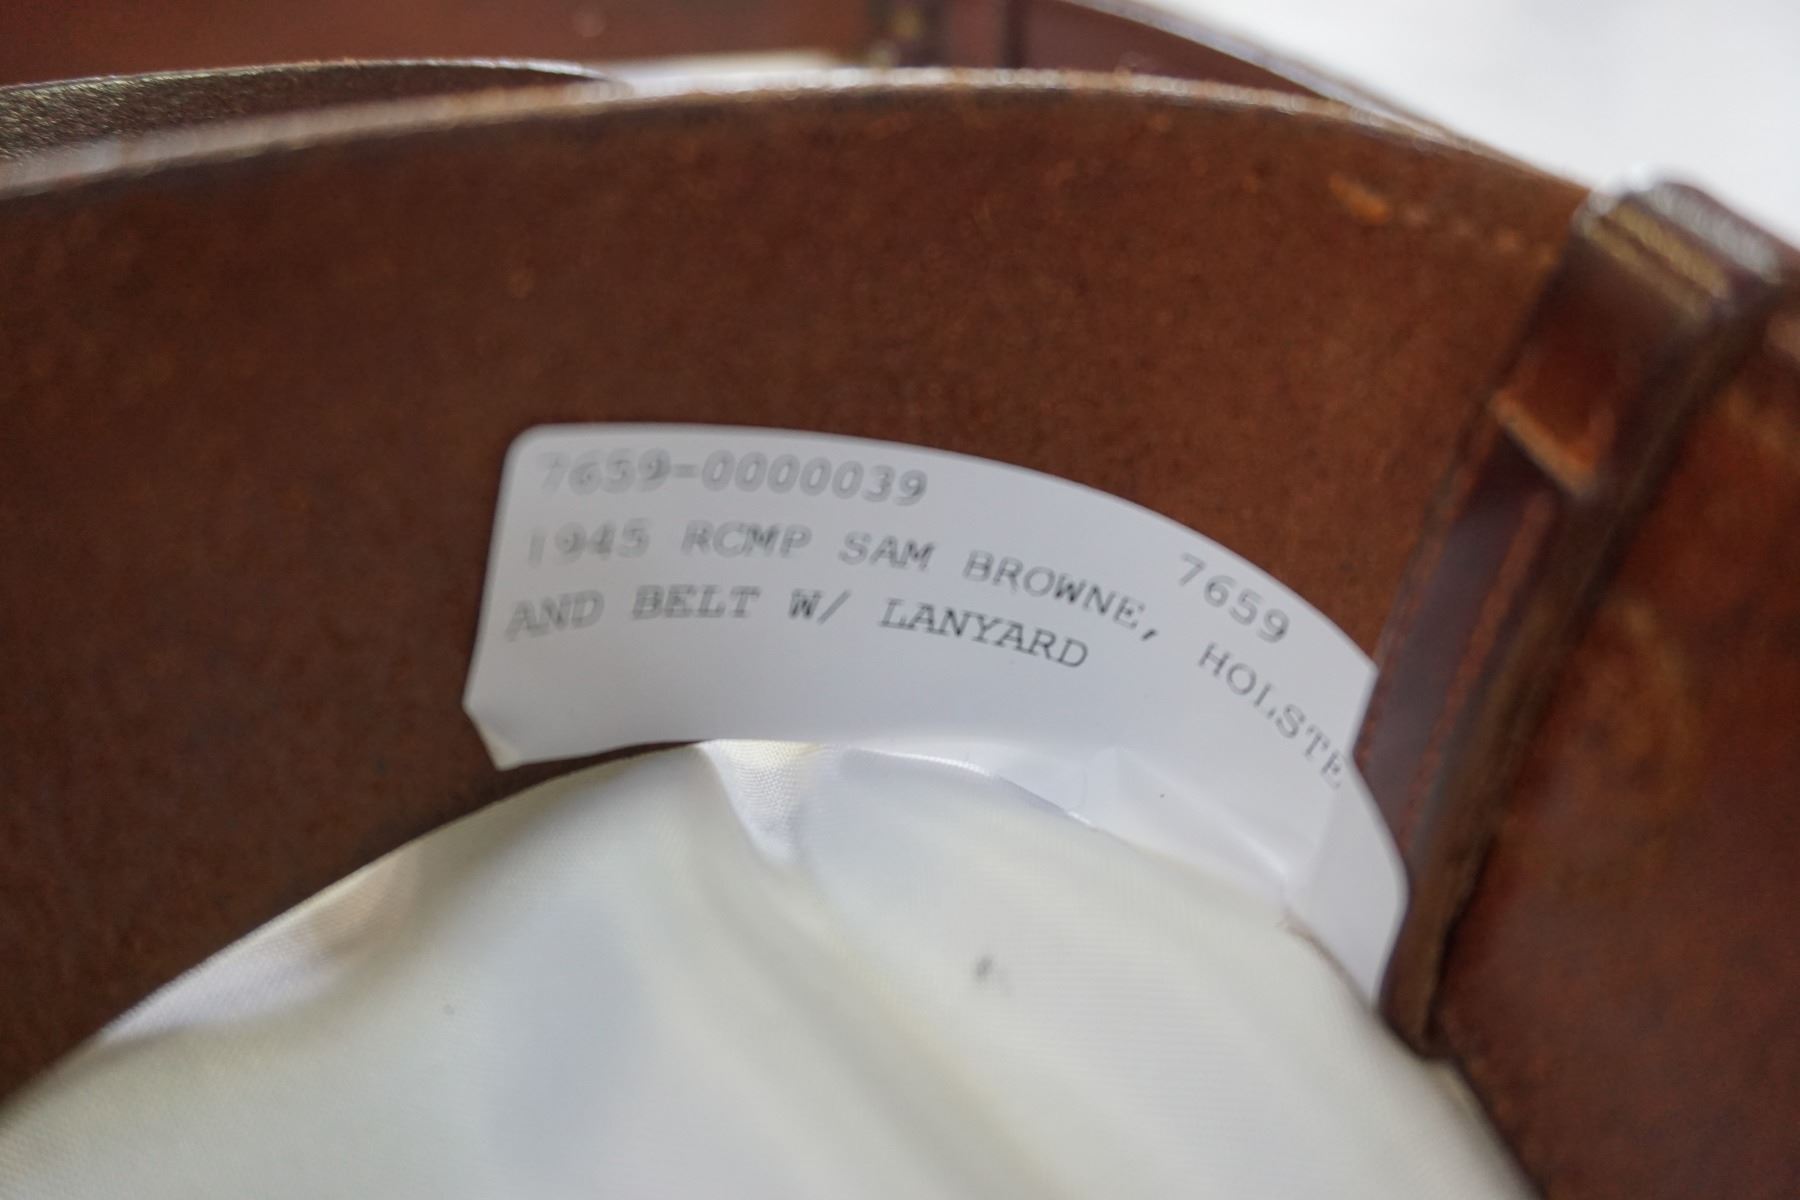 7659-0000039
7659
1945 RCMP SAM BROWNE, HOLSTE
AND BELT W/ LANYARD